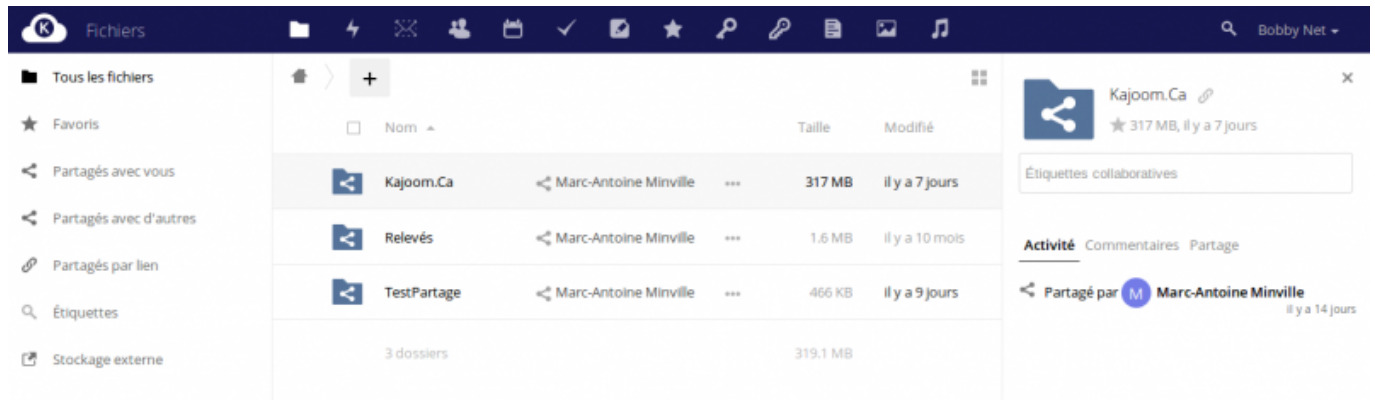 K Fichiers Bobby Net
Tous les fichiers
Favoris
Partagés avec vous
Partagés avec d'autres
Partagés par lien
Étiquettes
Stockage externe
+
Nom Taille Modifié
Kajoom.Ca Marc-Antoine Minville ... 317 MB il y a 7 jours
Relevés Marc-Antoine Minville ... 1.6 MB il y a 10 mois
TestPartage Marc-Antoine Minville ... 466 KB il y a 9 jours
3 dossiers 319.1 MB
Kajoom.Ca
317 MB, il y a 7 jours
Étiquettes collaboratives
Activité Commentaires Partage
Partagé par M Marc-Antoine Minville
il y a 14 jours